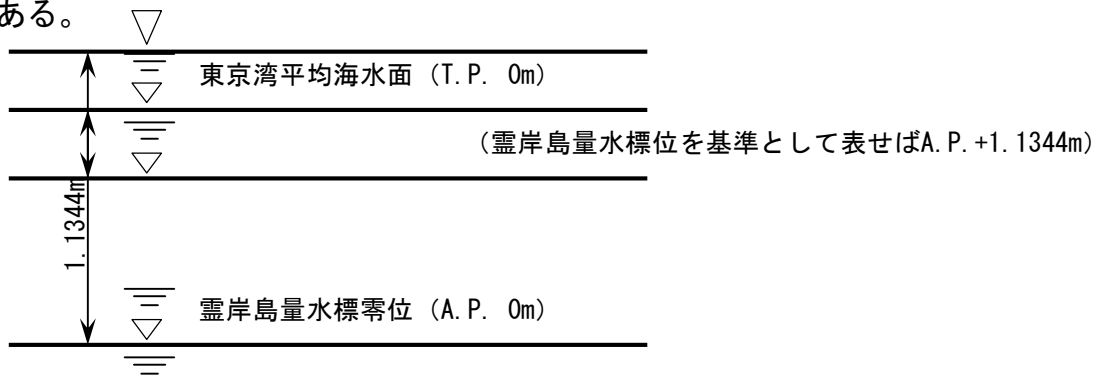 ある。
東京湾平均海水面 (T.P. 0m)
(霊岸島量水標位を基準として表せばA.P.+1.1344m)
1.1344m
霊岸島量水標零位 (A.P. 0m)